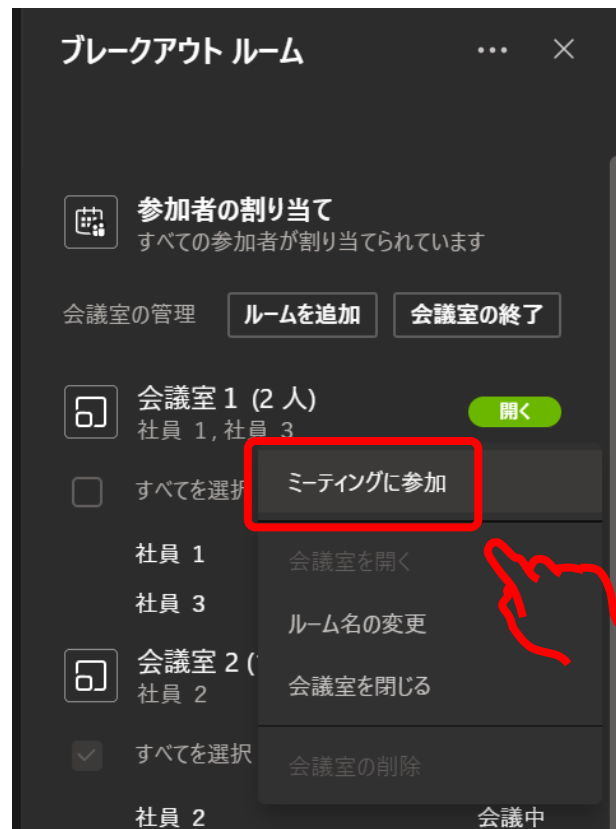 ブレークアウト ルーム
参加者の割り当て
すべての参加者が割り当てられています
会議室の管理 ルームを追加 会議室の終了
会議室 1 (2 人) 開く
社員 1, 社員 3
すべてを選択
ミーティングに参加
社員 1
会議室を開く
社員 3
ルーム名の変更
会議室 2 (
社員 2
会議室を閉じる
すべてを選択
会議室の削除
社員 2 会議中